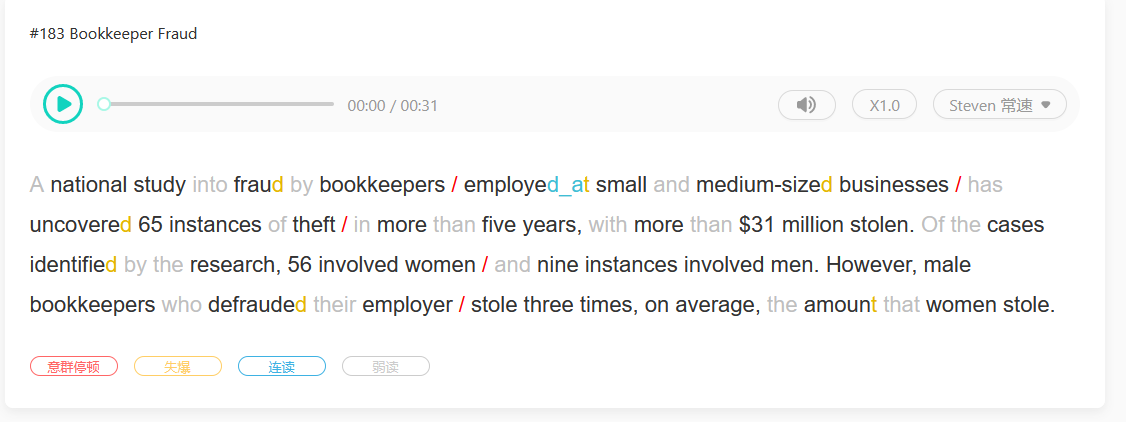 #183 Bookkeeper Fraud
00:00 / 00:31
X1.0
Steven 常速
A national study into fraud by bookkeepers / employed_at small and medium-sized businesses / has
uncovered 65 instances of theft / in more than five years, with more than $31 million stolen. Of the cases
identified by the research, 56 involved women / and nine instances involved men. However, male
bookkeepers who defrauded their employer / stole three times, on average, the amount that women stole.
意群停顿
失爆
连读
弱读